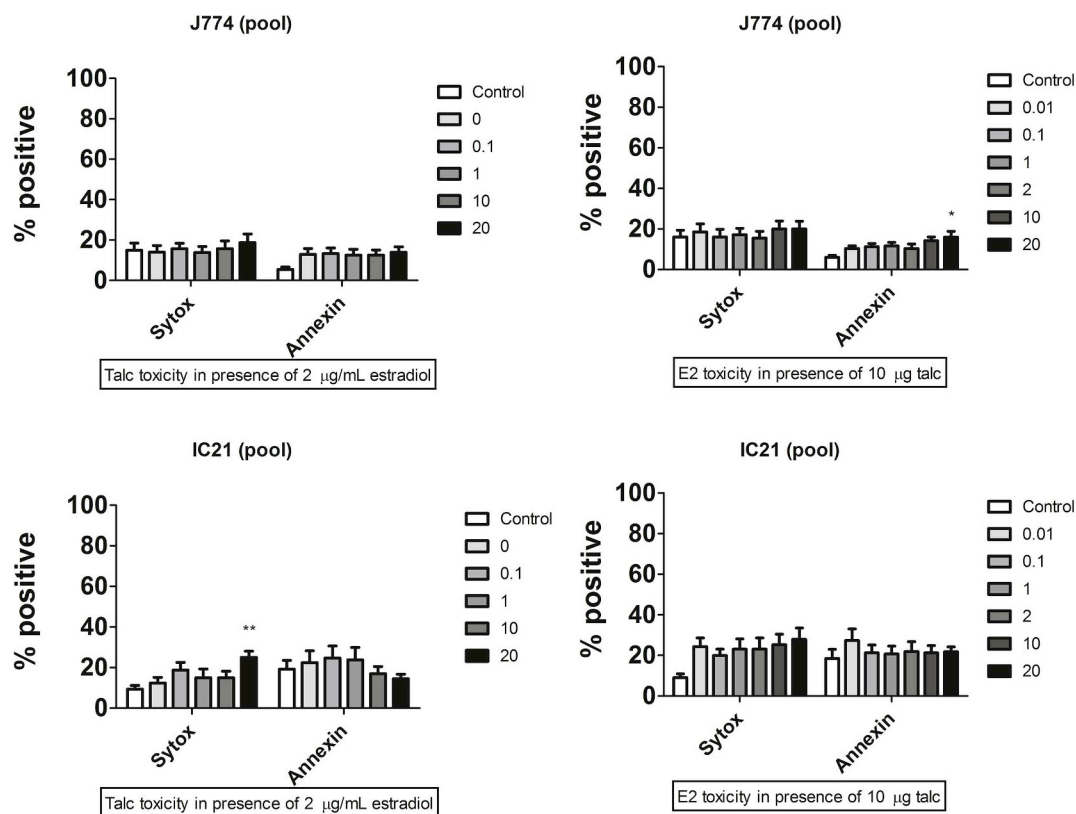 J774 (pool)
% positive
100
80
60
40
20
0
Sytox
Annexin
Control
0
0.1
1
10
20
Talc toxicity in presence of 2 μg/mL estradiol
J774 (pool)
% positive
100
80
60
40
20
0
*
Sytox
Annexin
Control
0.01
0.1
1
2
10
20
E2 toxicity in presence of 10 μg talc
IC21 (pool)
% positive
100
80
60
40
20
0
**
Sytox
Annexin
Control
0
0.1
1
10
20
Talc toxicity in presence of 2 μg/mL estradiol
IC21 (pool)
% positive
100
80
60
40
20
0
Sytox
Annexin
Control
0.01
0.1
1
2
10
20
E2 toxicity in presence of 10 μg talc